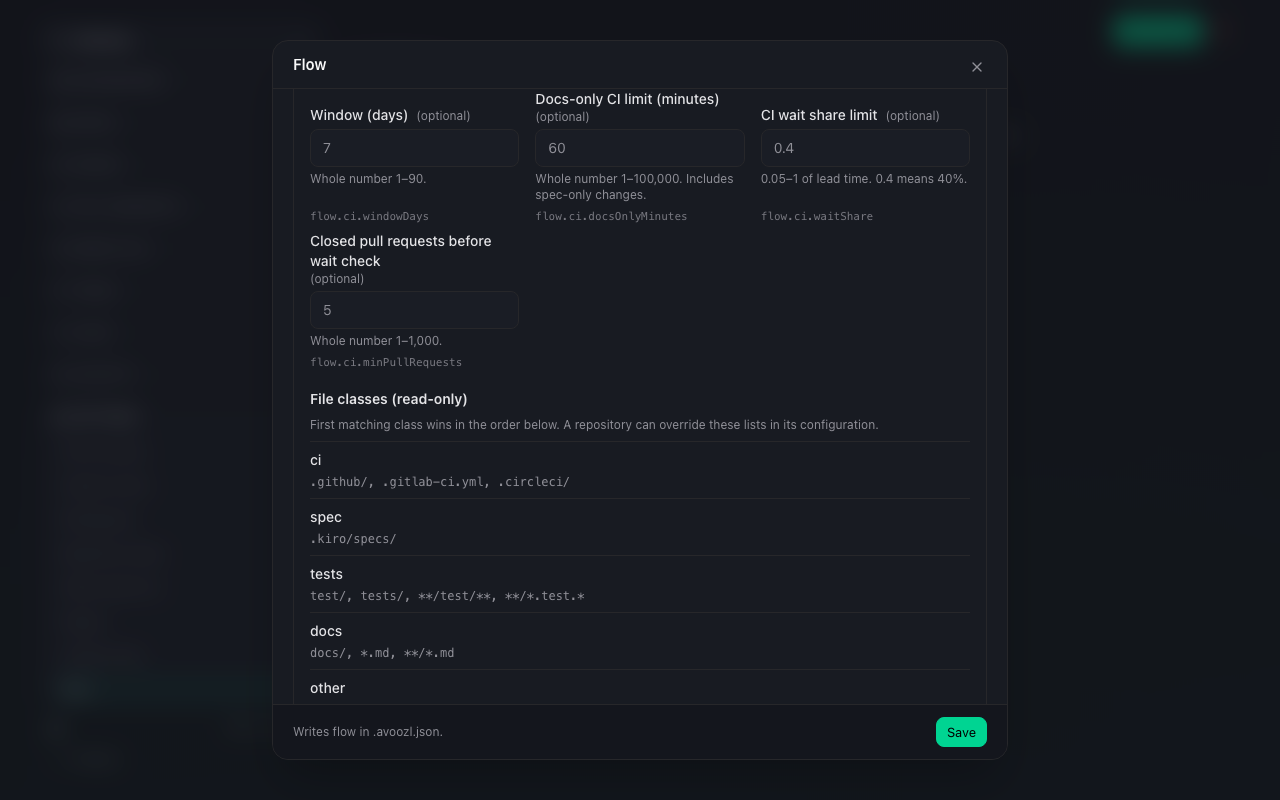 Flow
Window (days) (optional)
7
Whole number 1–90.
flow.ci.windowDays
Docs-only CI limit (minutes)
(optional)
60
Whole number 1–100,000. Includes
spec-only changes.
flow.ci.docsOnlyMinutes
CI wait share limit (optional)
0.4
0.05–1 of lead time. 0.4 means 40%.
flow.ci.waitShare
Closed pull requests before
wait check
(optional)
5
Whole number 1–1,000.
flow.ci.minPullRequests
File classes (read-only)
First matching class wins in the order below. A repository can override these lists in its configuration.
ci
.github/, .gitlab-ci.yml, .circleci/
spec
.kiro/specs/
tests
test/, tests/, **/test/**, **/*.test.*
docs
docs/, *.md, **/*.md
other
Writes flow in .avoozl.json.
Save